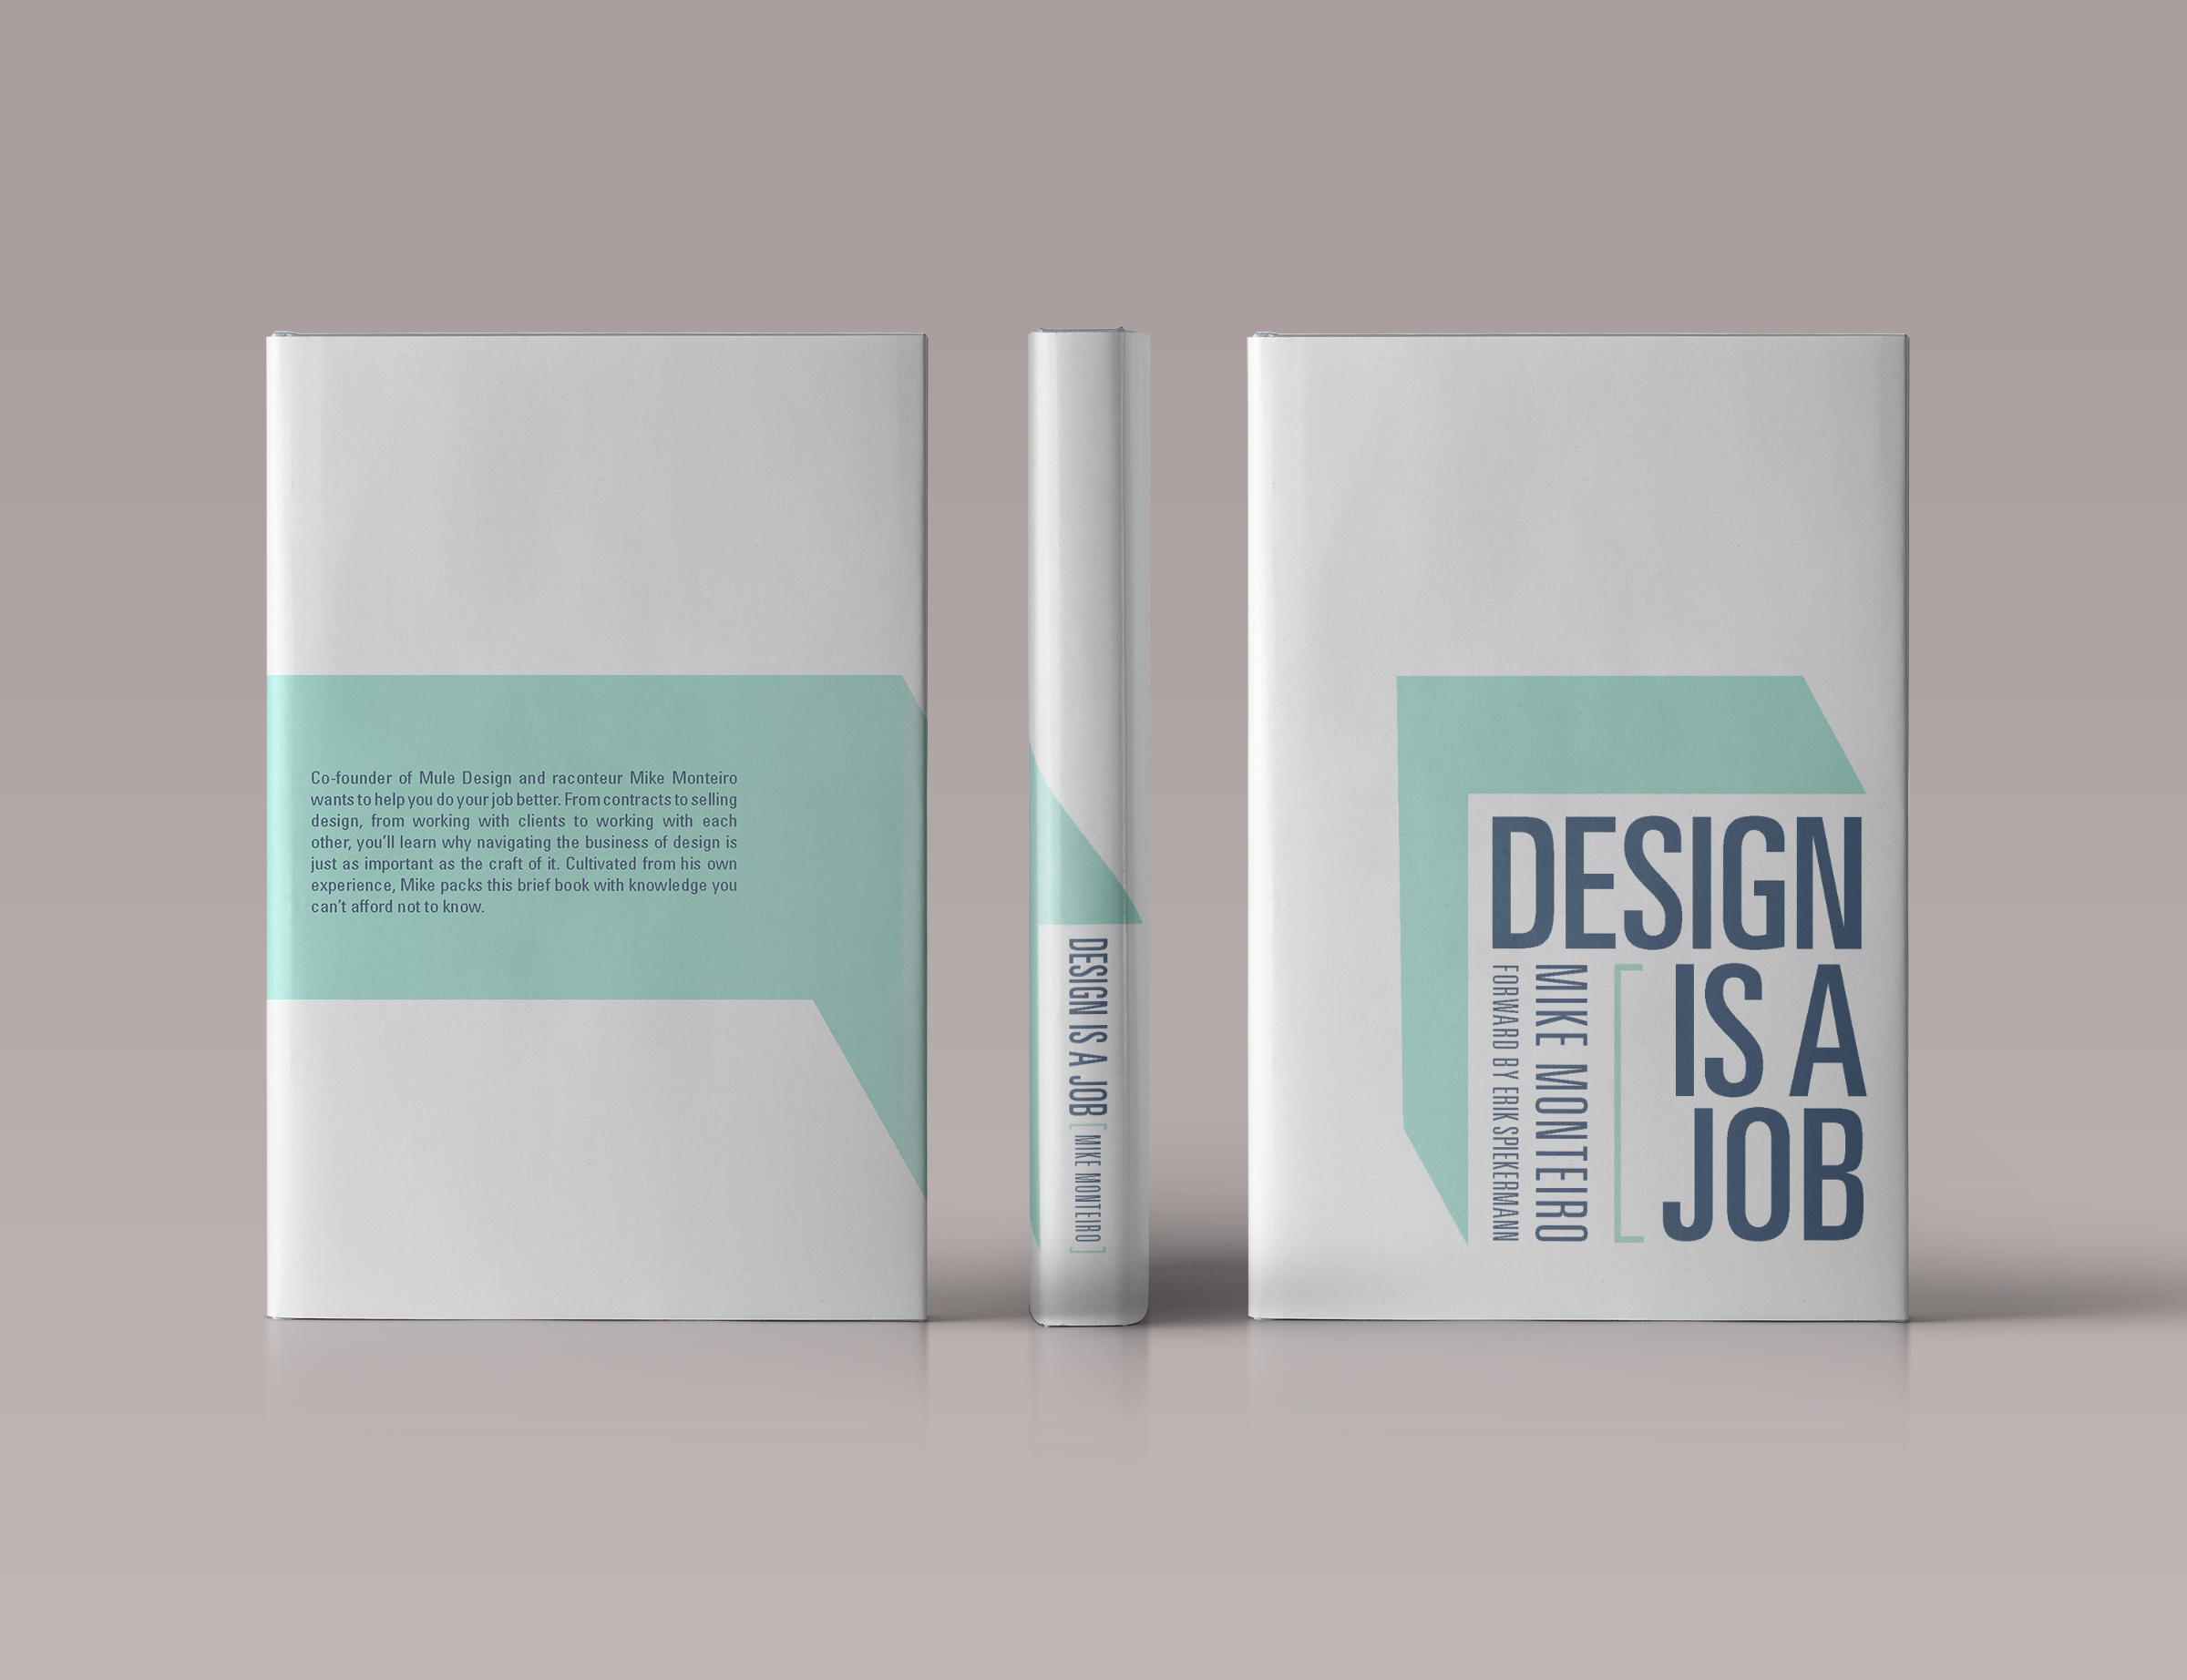 Co-founder of Mule Design and raconteur Mike Monteiro
wants to help you do your job better. From contracts to selling
design, from working with clients to working with each
other, you'll learn why navigating the business of design is
just as important as the craft of it. Cultivated from his own
experience, Mike packs this brief book with knowledge you
can't afford not to know.
DESIGN IS A JOB [ MIKE MONTEIRO ]
DESIGN
IS A
JOB
[
MIKE MONTEIRO
FORWARD BY ERIK SPIEKERMANN